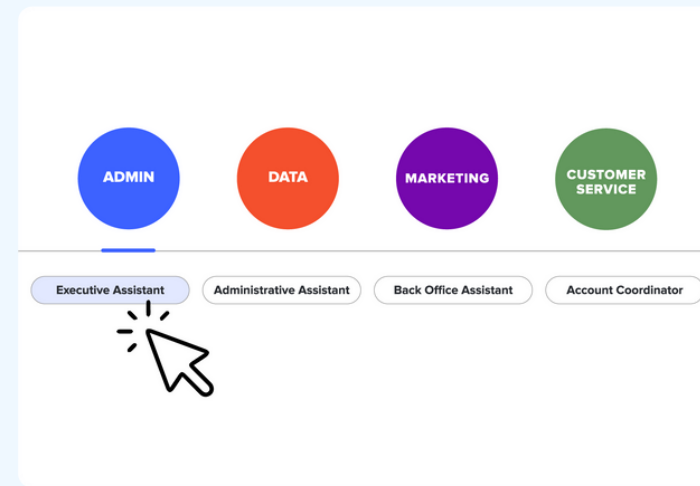 ADMIN
DATA
MARKETING
CUSTOMER
SERVICE
Executive Assistant
Administrative Assistant
Back Office Assistant
Account Coordinator